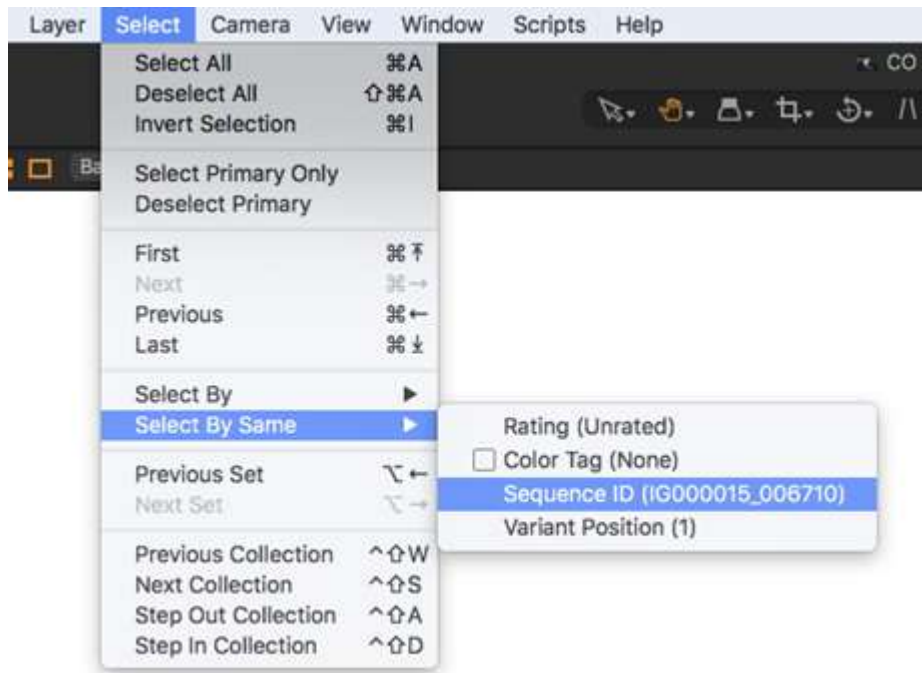 Layer Select Camera View Window Scripts Help
CO
Ba
Select All ⌘A
Deselect All ⇧⌘A
Invert Selection ⌘I
Select Primary Only
Deselect Primary
First ⌘⤒
Next ⌘→
Previous ⌘←
Last ⌘⤓
Select By ▶
Select By Same ▶
Rating (Unrated)
Color Tag (None)
Sequence ID (IG000015_006710)
Variant Position (1)
Previous Set ⌥←
Next Set ⌥→
Previous Collection ^⇧W
Next Collection ^⇧S
Step Out Collection ^⇧A
Step In Collection ^⇧D